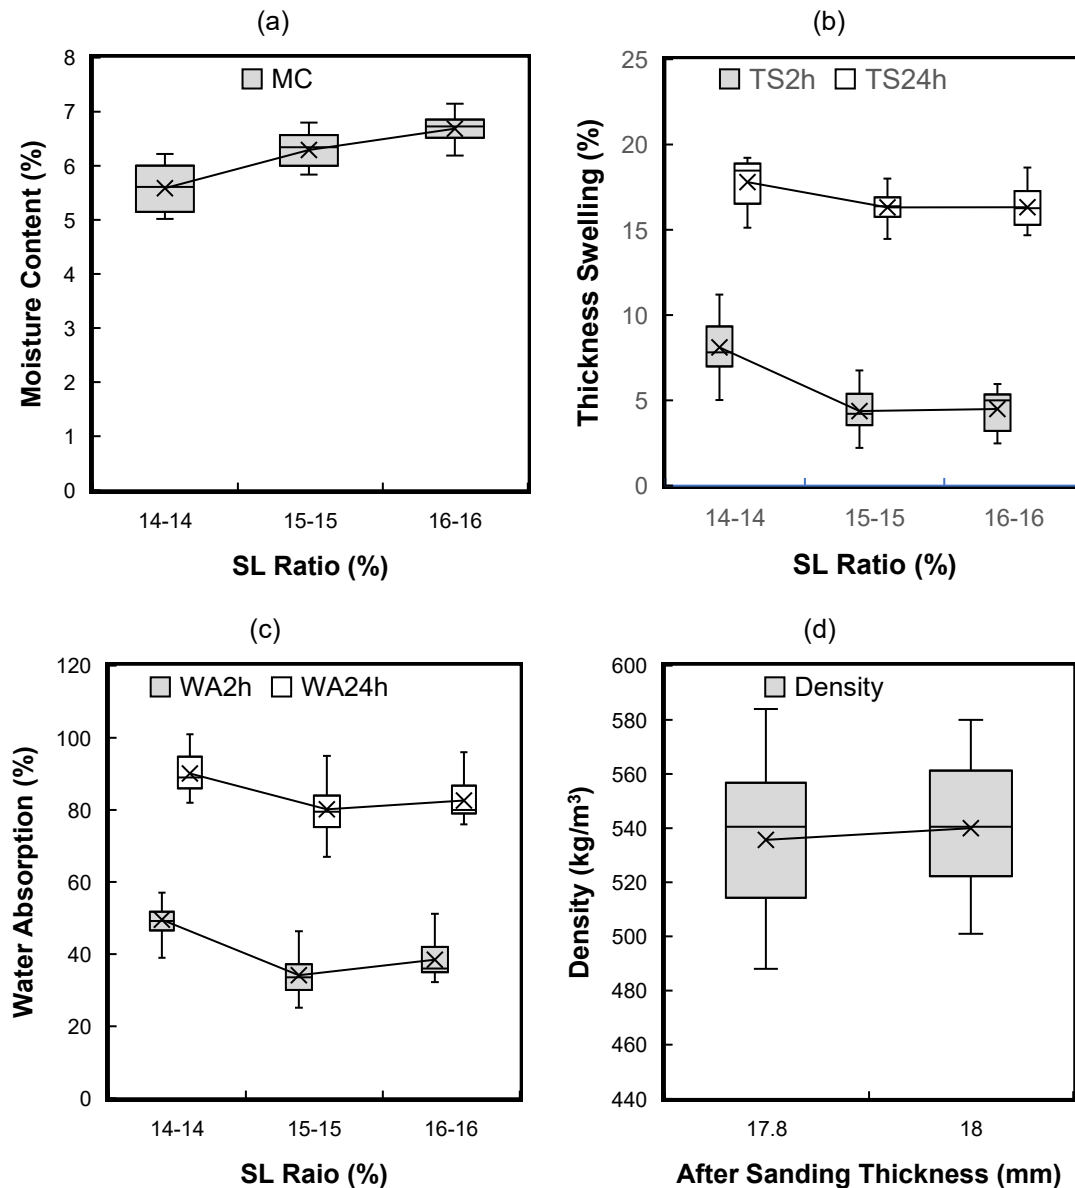 (a)
MC
Moisture Content (%)
8
7
6
5
4
3
2
1
0
14-14 15-15 16-16
SL Ratio (%)
(b)
TS2h TS24h
Thickness Swelling (%)
25
20
15
10
5
0
14-14 15-15 16-16
SL Ratio (%)
(c)
WA2h WA24h
Water Absorption (%)
120
100
80
60
40
20
0
14-14 15-15 16-16
SL Raio (%)
(d)
Density
Density (kg/m³)
600
580
560
540
520
500
480
460
440
17.8 18
After Sanding Thickness (mm)